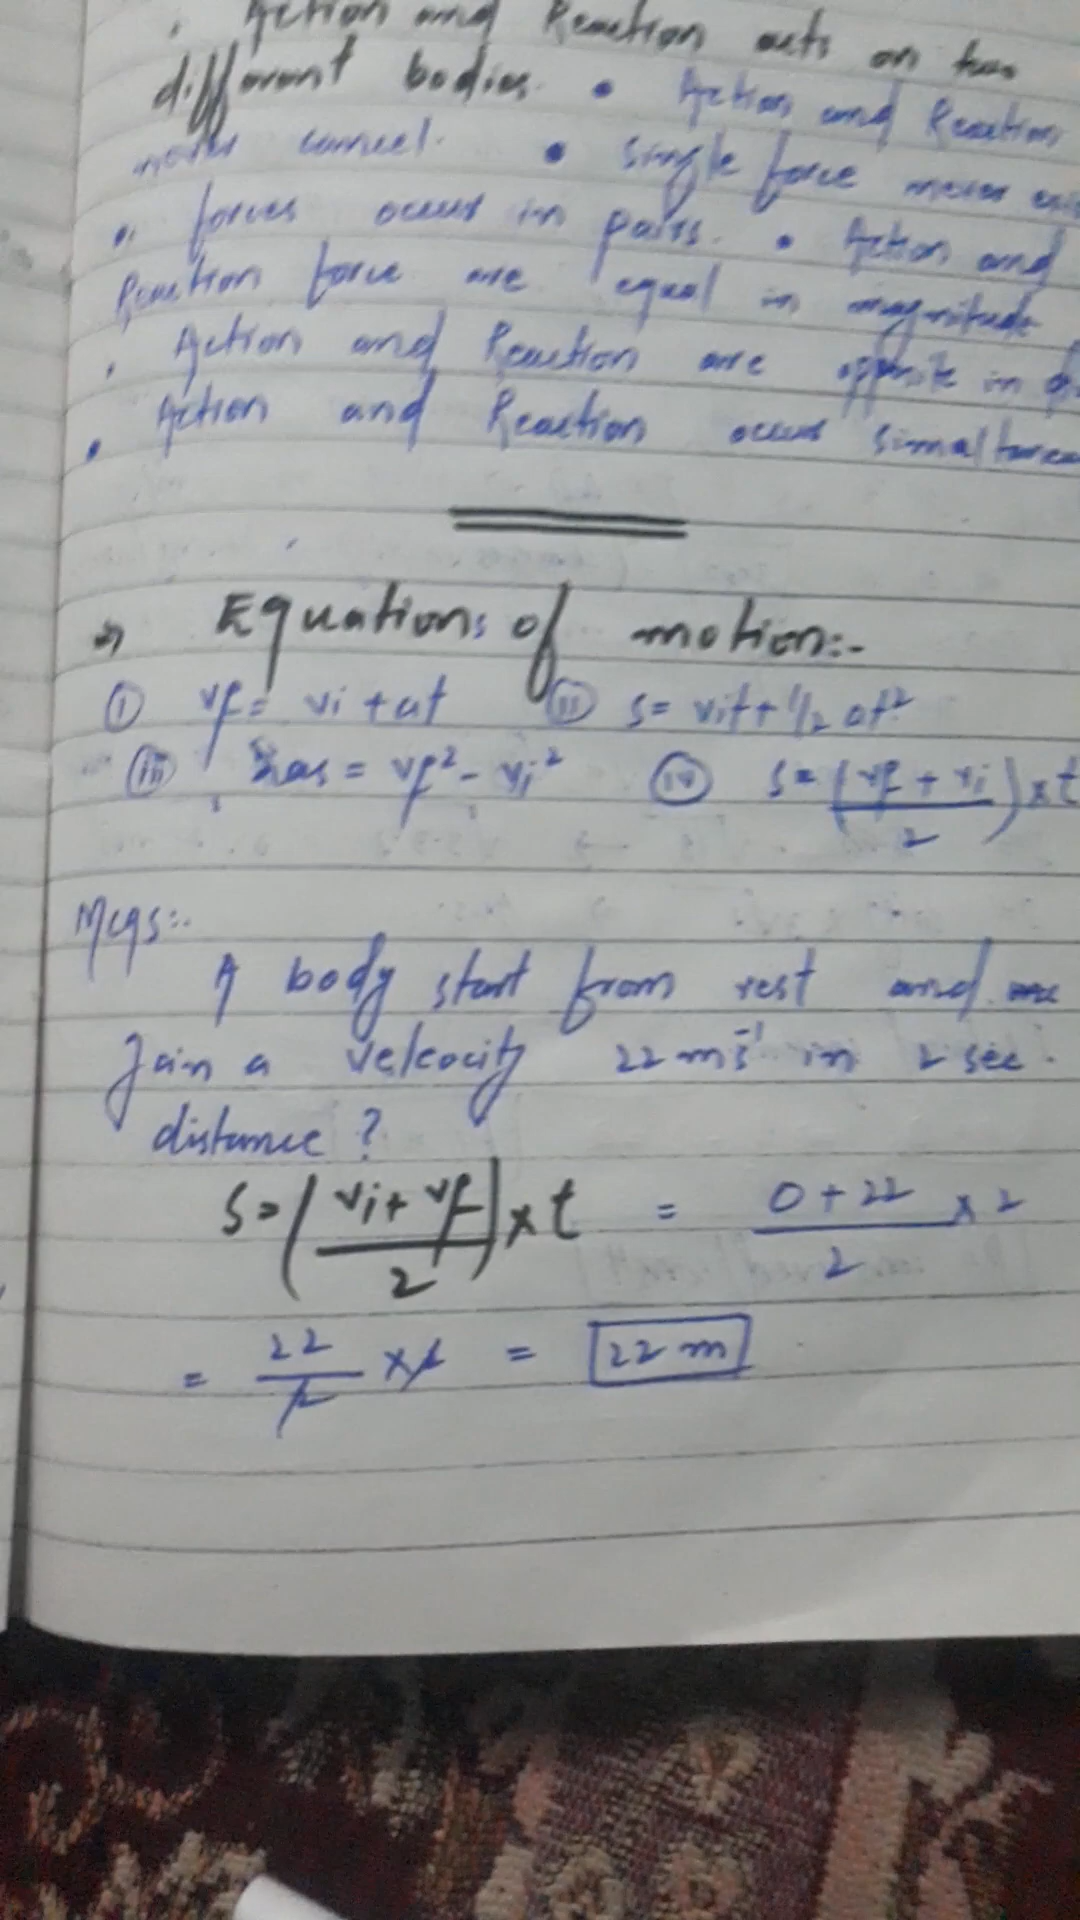 • Action and Reaction acts on two
different bodies. • Action and Reaction
never cancel. • Single force never
• forces occurs in pairs. • Action and
Reaction force are equal in magnitude
• Action and Reaction are opposite in
• Action and Reaction occurs
⇒ Equations of motion:-
(i) vf = vi + at (ii) s = vit + 1/2 at²
(iii) 2as = vf² - vi² (iv) s = (vf + vi / 2) × t
Mcqs:-
A body start from rest and
gain a velcocity 22 ms⁻¹ in 2 sec.
distance ?
S = (vi + vf / 2) × t = 0 + 22 / 2 × 2
= 22 / 2 × 2 = 22 m